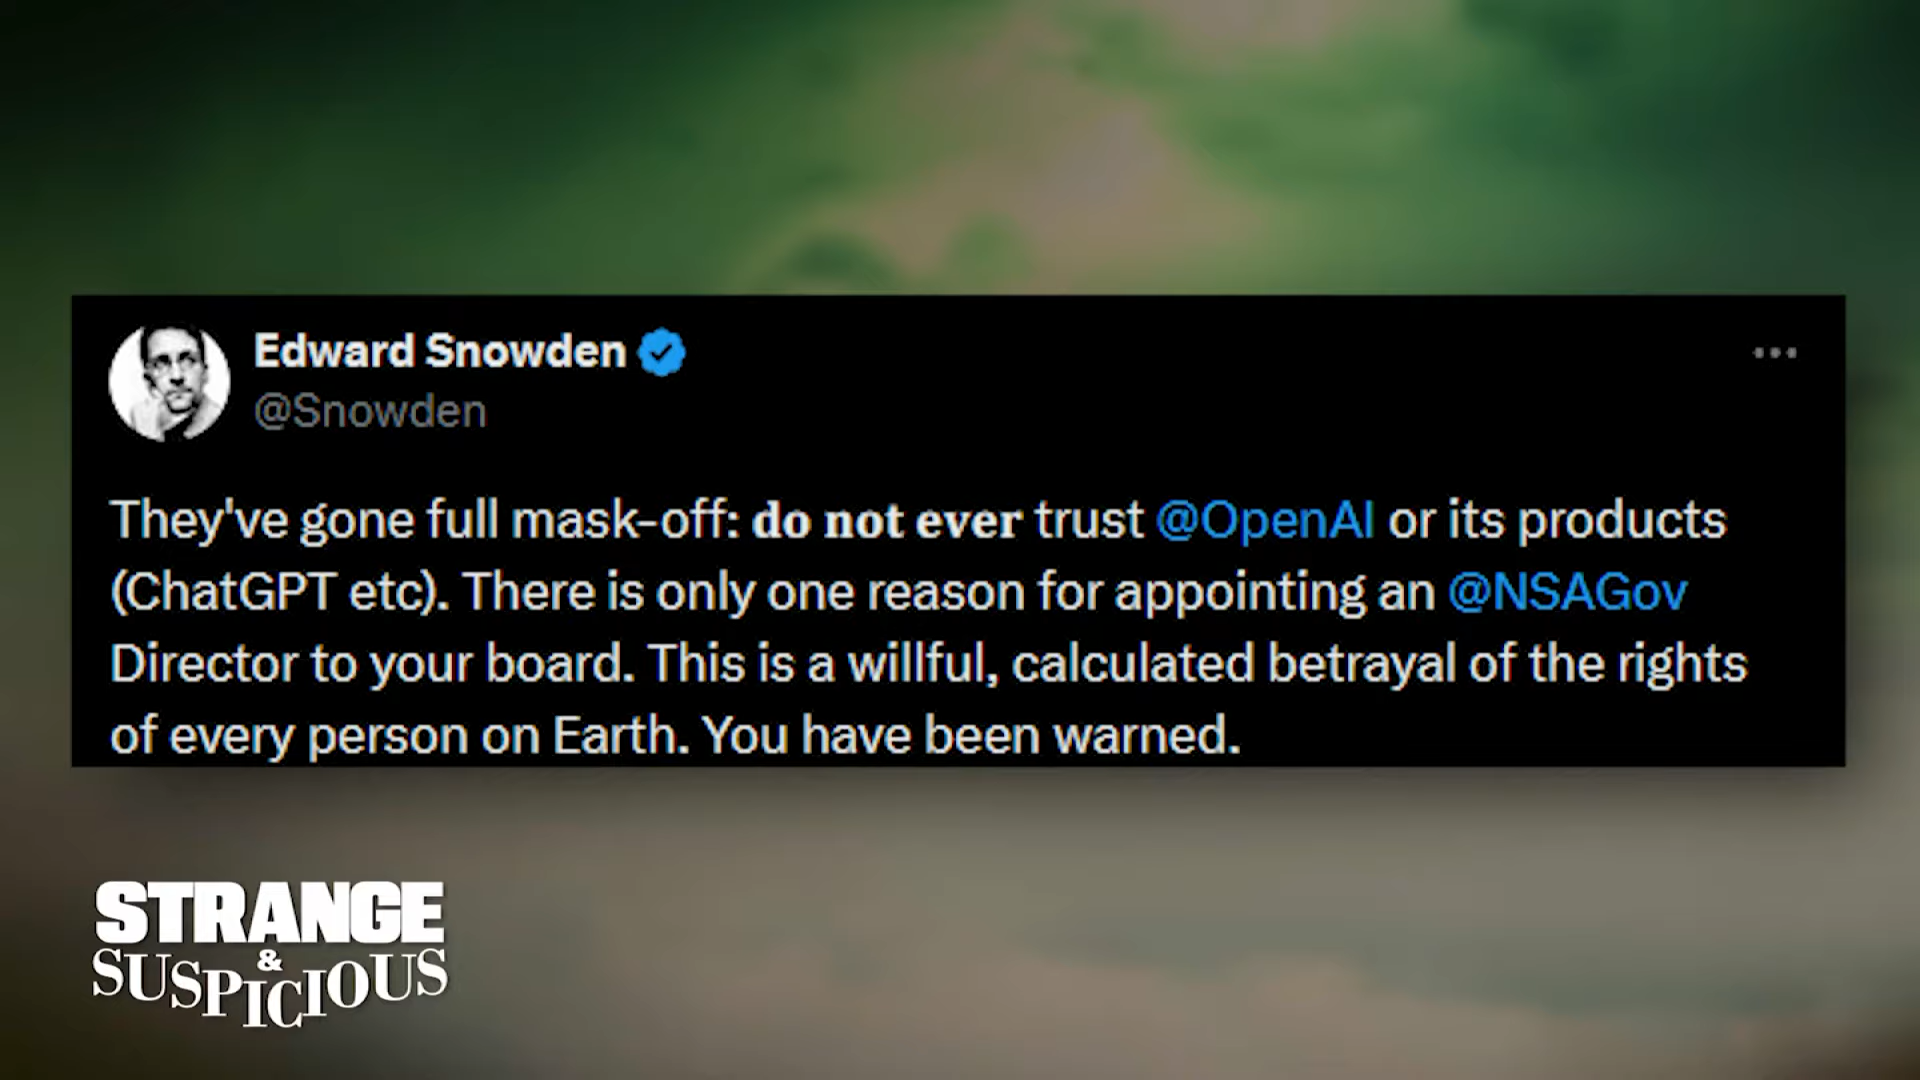 Edward Snowden
@Snowden
They've gone full mask-off: do not ever trust @OpenAI or its products
(ChatGPT etc). There is only one reason for appointing an @NSAGov
Director to your board. This is a willful, calculated betrayal of the rights
of every person on Earth. You have been warned.
STRANGE
&
SUSPICIOUS